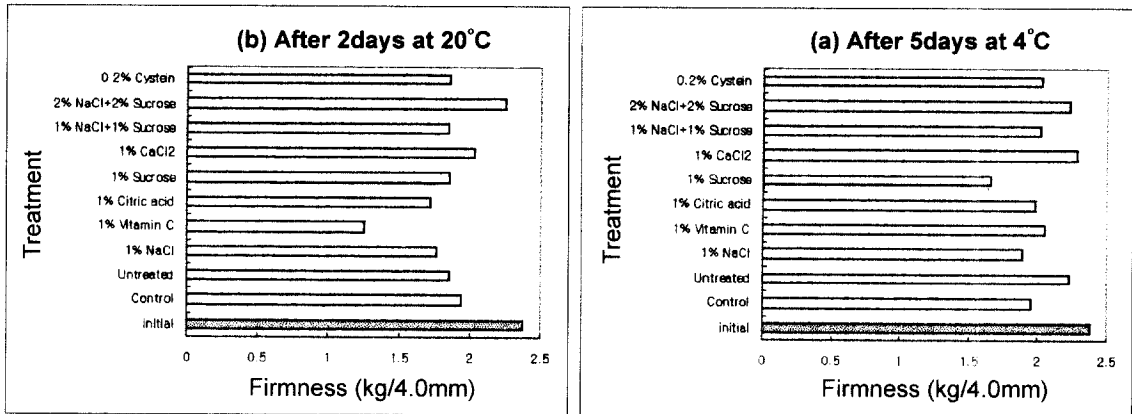 (b) After 2days at 20°C
Treatment
0.2% Cystein
2% NaCl+2% Sucrose
1% NaCl+1% Sucrose
1% CaCl2
1% Sucrose
1% Citric acid
1% Vitamin C
1% NaCl
Untreated
Control
initial
0 0.5 1 1.5 2 2.5
Firmness (kg/4.0mm)
(a) After 5days at 4°C
Treatment
0.2% Cystein
2% NaCl+2% Sucrose
1% NaCl+1% Sucrose
1% CaCl2
1% Sucrose
1% Citric acid
1% Vitamin C
1% NaCl
Untreated
Control
initial
0 0.5 1 1.5 2 2.5
Firmness (kg/4.0mm)